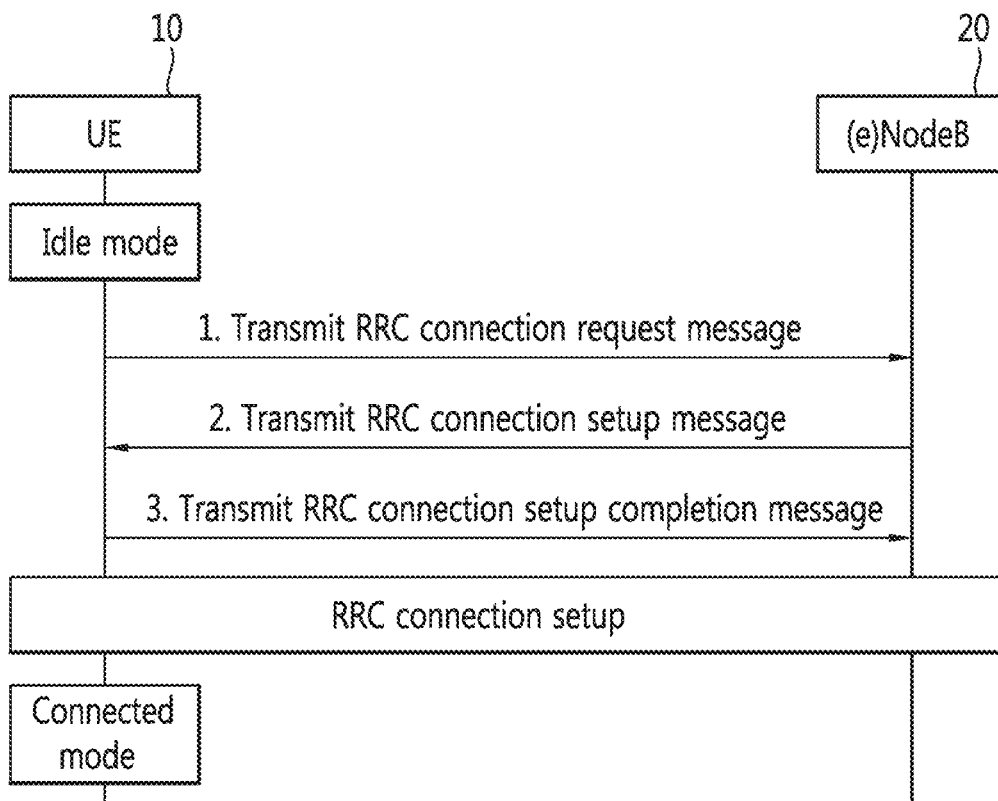 10
20
UE
(e)NodeB
Idle mode
1. Transmit RRC connection request message
2. Transmit RRC connection setup message
3. Transmit RRC connection setup completion message
RRC connection setup
Connected
mode